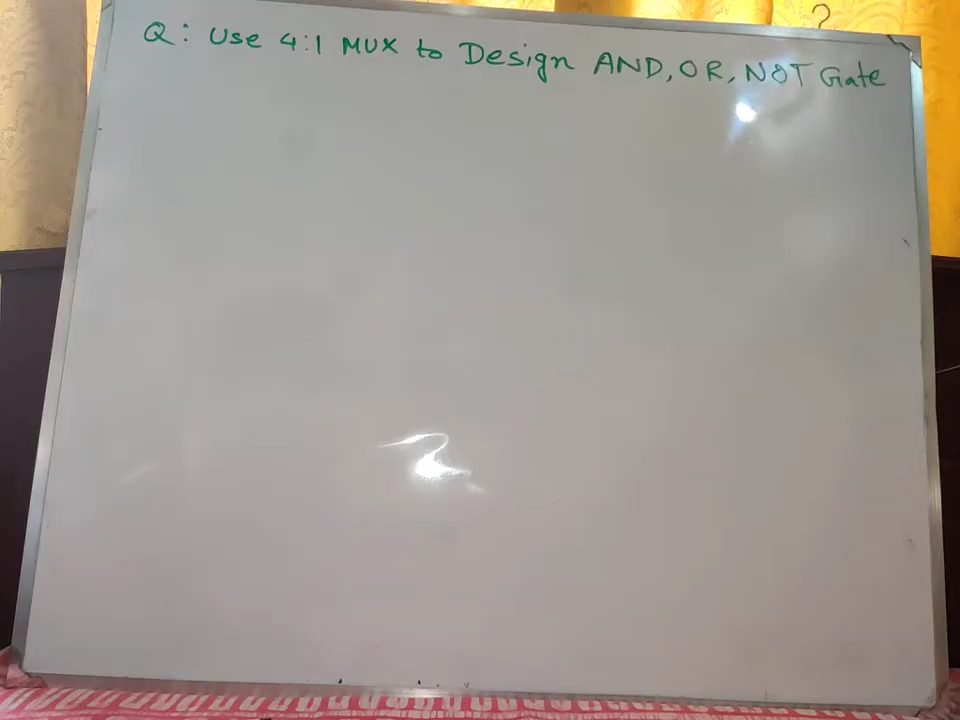 Q: Use 4:1 MUX to Design AND, OR, NOT Gate